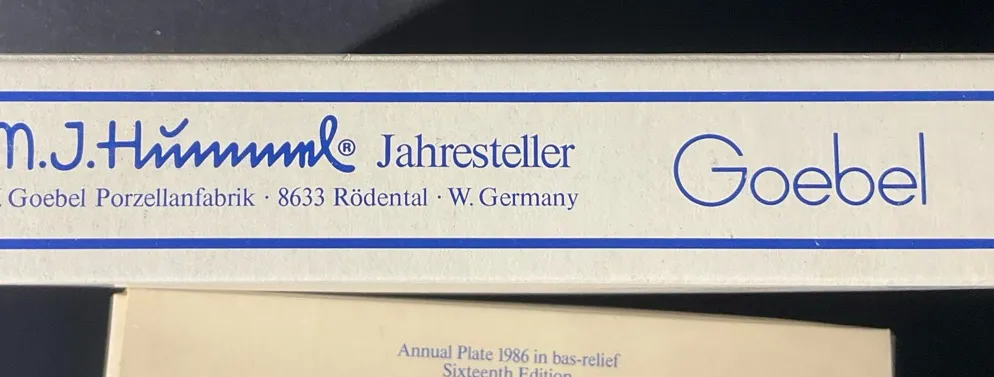 M.J.Hummel® Jahresteller
Goebel Porzellanfabrik · 8633 Rödental · W. Germany
Goebel
Annual Plate 1986 in bas-relief
Sixteenth Edition